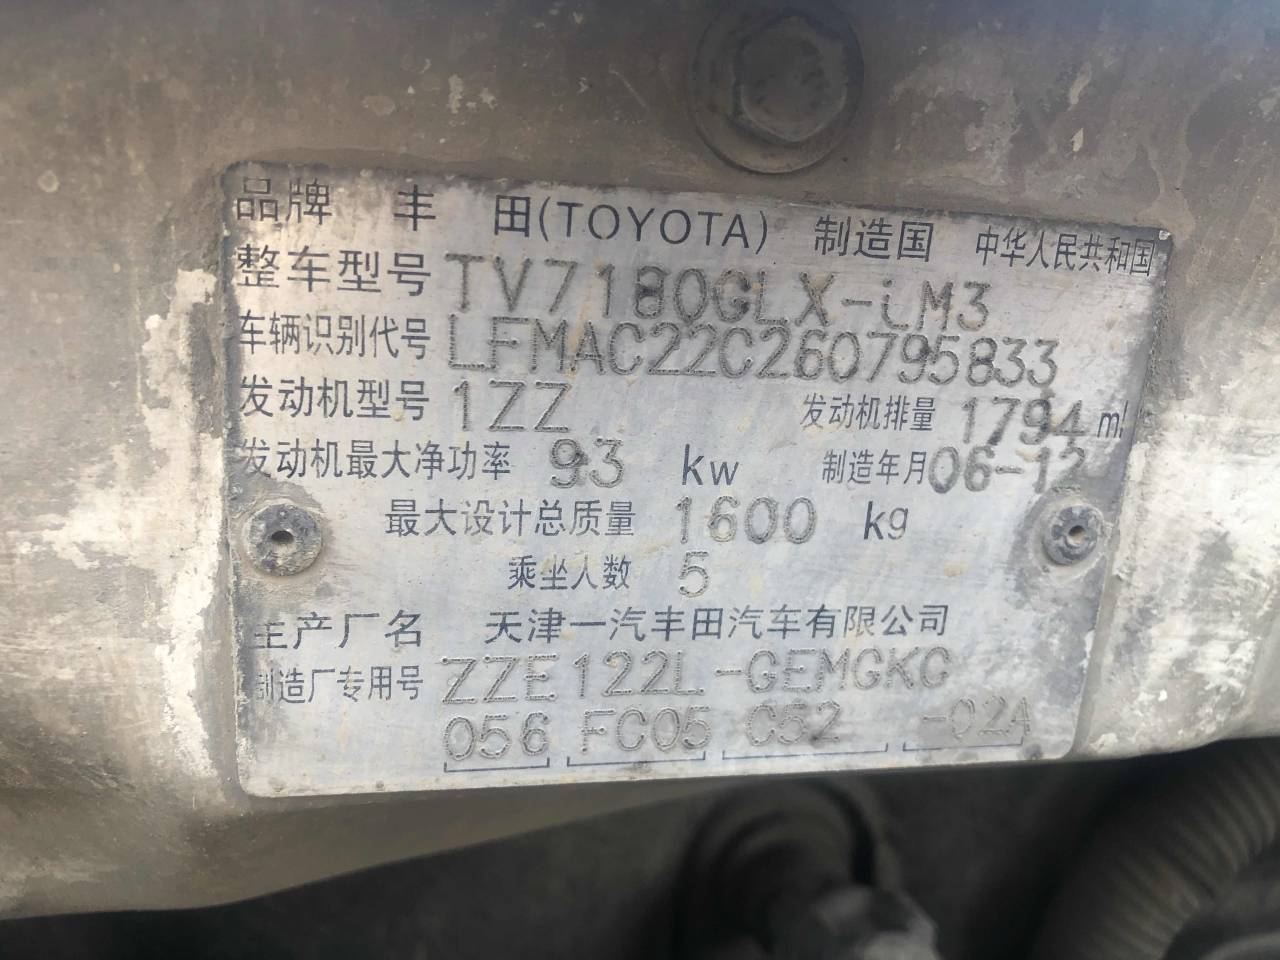 品牌 丰 田(TOYOTA) 制造国 中华人民共和国
整车型号 TV7180GLX-iM3
车辆识别代号 LFMAC22C260795833
发动机型号 1ZZ 发动机排量 1794 ml
发动机最大净功率 93 kw 制造年月 06-12
最大设计总质量 1600 kg
乘坐人数 5
生产厂名 天津一汽丰田汽车有限公司
制造厂专用号 ZZE122L-GEMGKC
056 FC05 C52 -02A